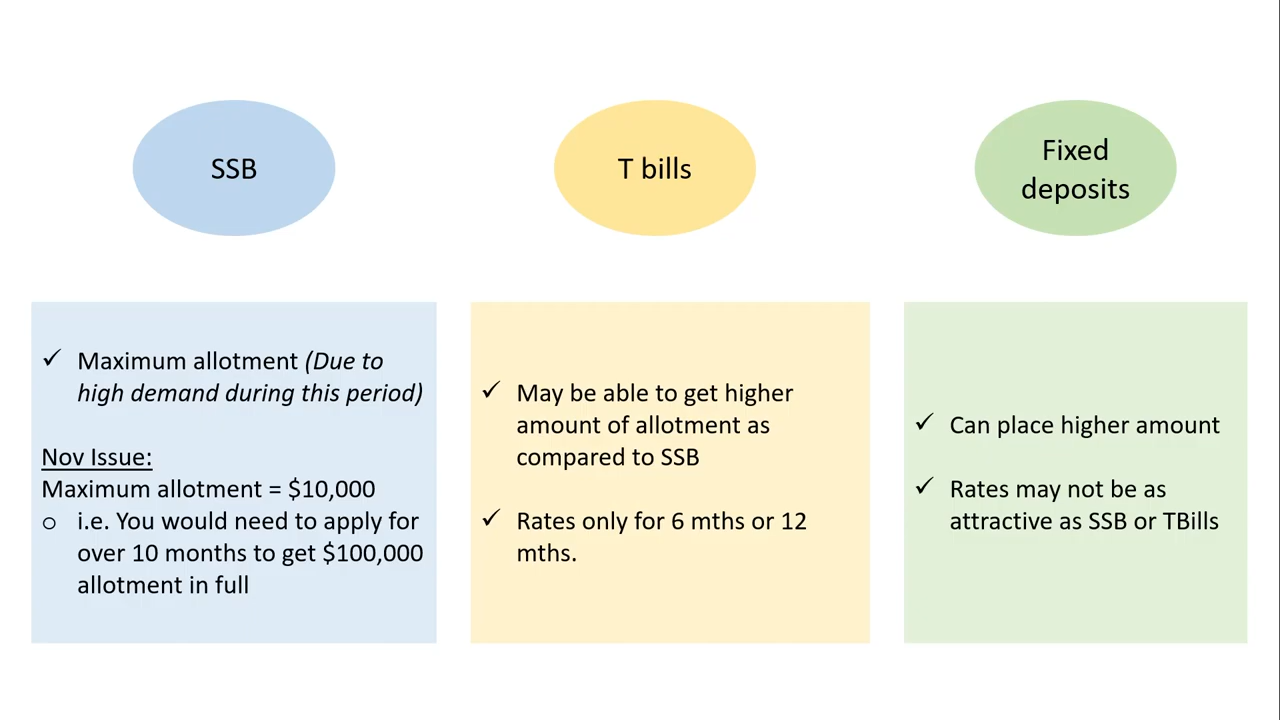 SSB
T bills
Fixed
deposits
✓ Maximum allotment (Due to
high demand during this period)
Nov Issue:
Maximum allotment = $10,000
o i.e. You would need to apply for
over 10 months to get $100,000
allotment in full
✓ May be able to get higher
amount of allotment as
compared to SSB
✓ Rates only for 6 mths or 12
mths.
✓ Can place higher amount
✓ Rates may not be as
attractive as SSB or TBills